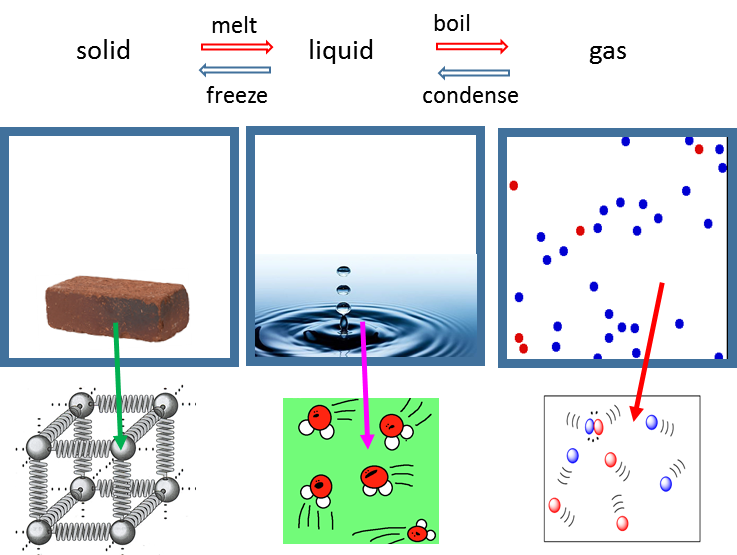 solid
melt
freeze
liquid
boil
condense
gas